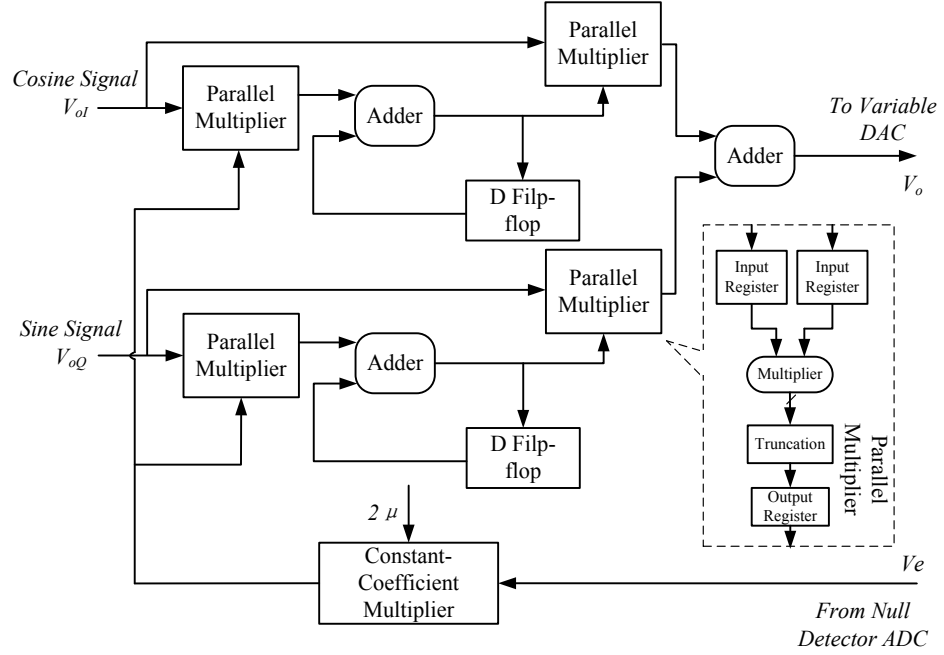 Parallel
Multiplier
Cosine Signal
VoI
Parallel
Multiplier
Adder
To Variable
DAC
Adder
Vo
D Filp-
flop
Input
Register
Input
Register
Parallel
Multiplier
Sine Signal
VoQ
Parallel
Multiplier
Adder
Multiplier
Truncation
Parallel
Multiplier
D Filp-
flop
Output
Register
2 μ
Constant-
Coefficient
Multiplier
Ve
From Null
Detector ADC